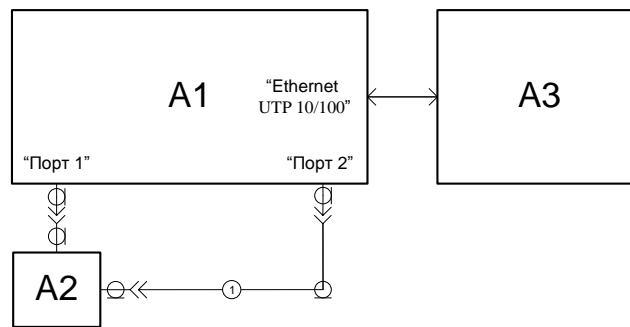 A1
“Ethernet
UTP 10/100”
A3
“Порт 1”
“Порт 2”
A2
1